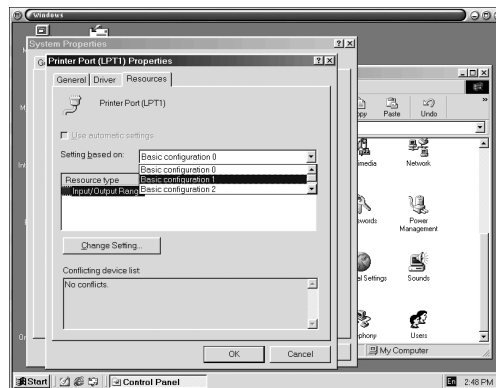 Windows
System Properties
Printer Port (LPT1) Properties
General Driver Resources
Printer Port (LPT1)
Use automatic settings
Setting based on: Basic configuration 0
Basic configuration 0
Basic configuration 1
Basic configuration 2
Resource type
Input/Output Rang
Change Setting...
Conflicting device list:
No conflicts.
OK Cancel
Paste Undo
Network
Power
Management
Settings Sounds
Users
My Computer
Start Control Panel En 2:48 PM